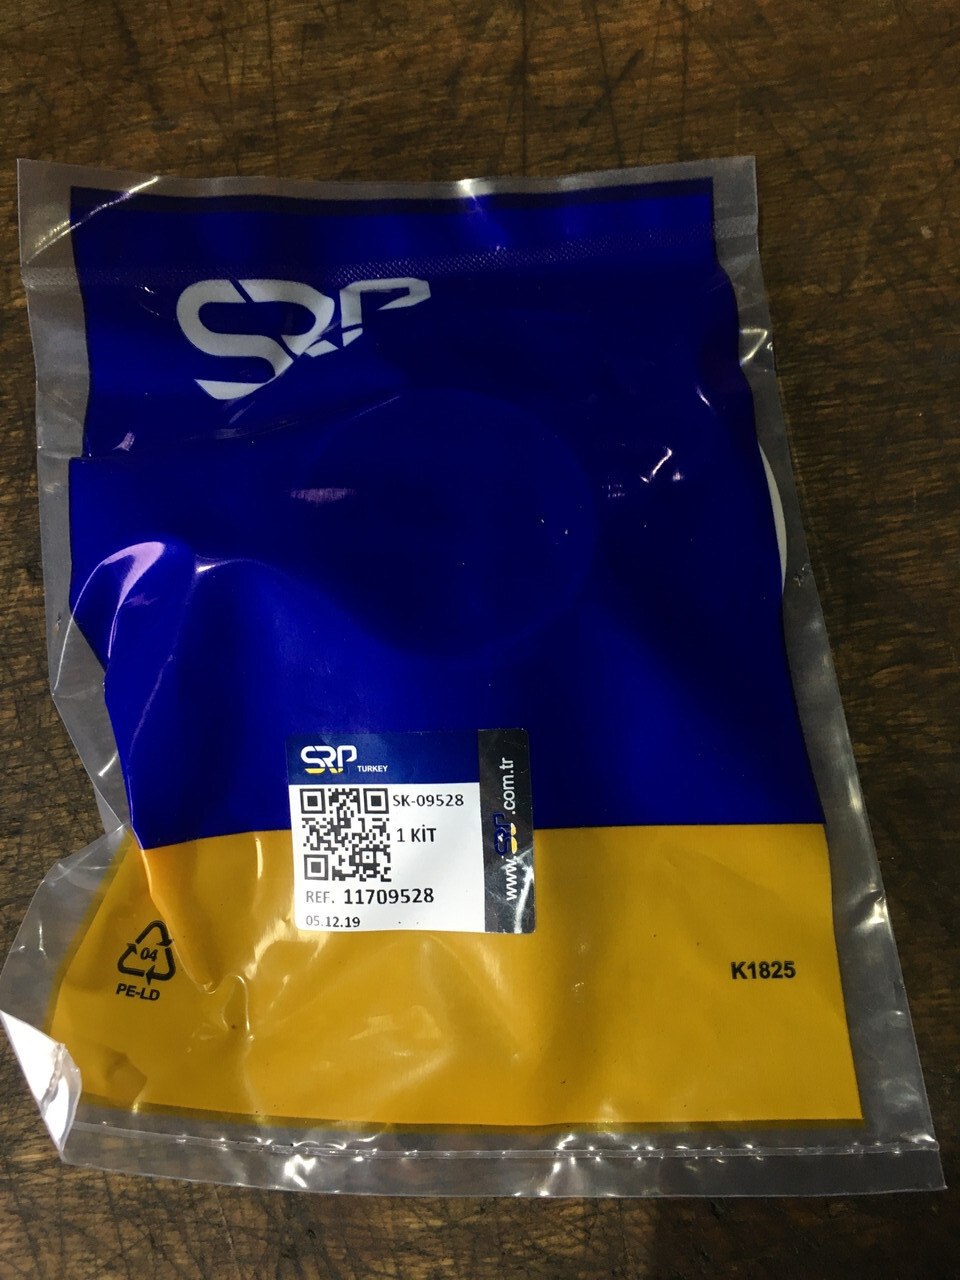 SRP
SRP TURKEY
SK-09528
1 KİT
REF. 11709528
05.12.19
www.SRP.com.tr
04
PE-LD
K1825